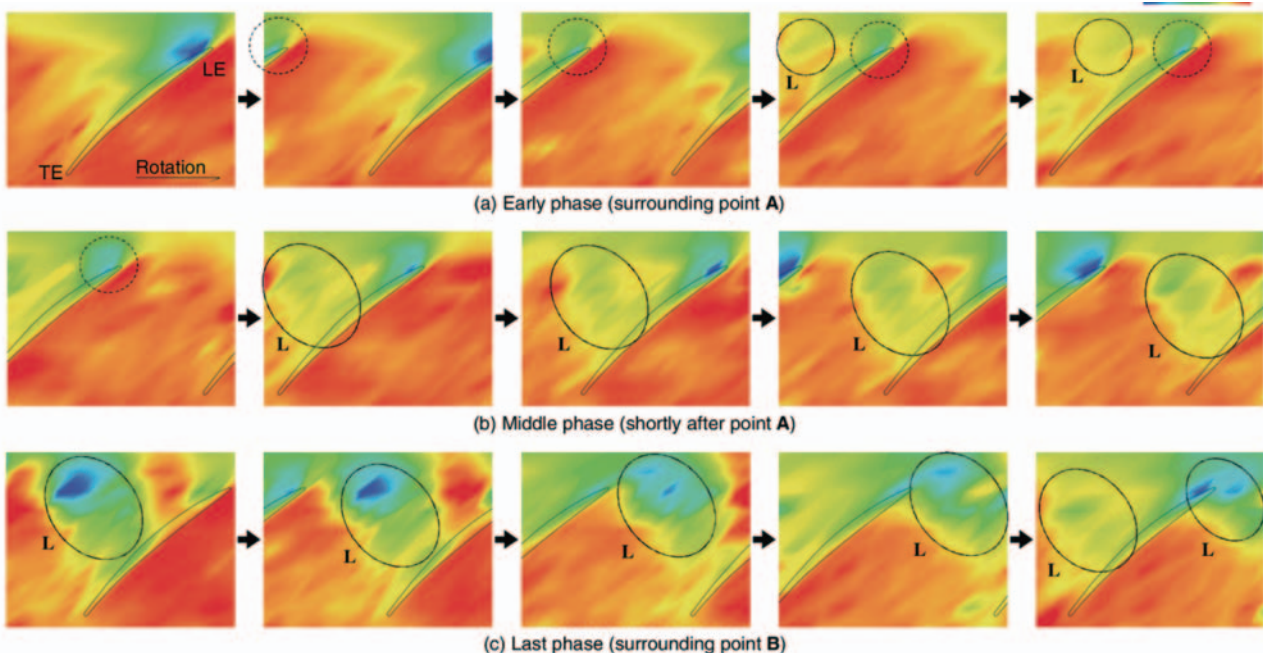 LE
TE
Rotation
L
L
(a) Early phase (surrounding point A)
L
L
L
L
(b) Middle phase (shortly after point A)
L
L
L
L
L
L
(c) Last phase (surrounding point B)